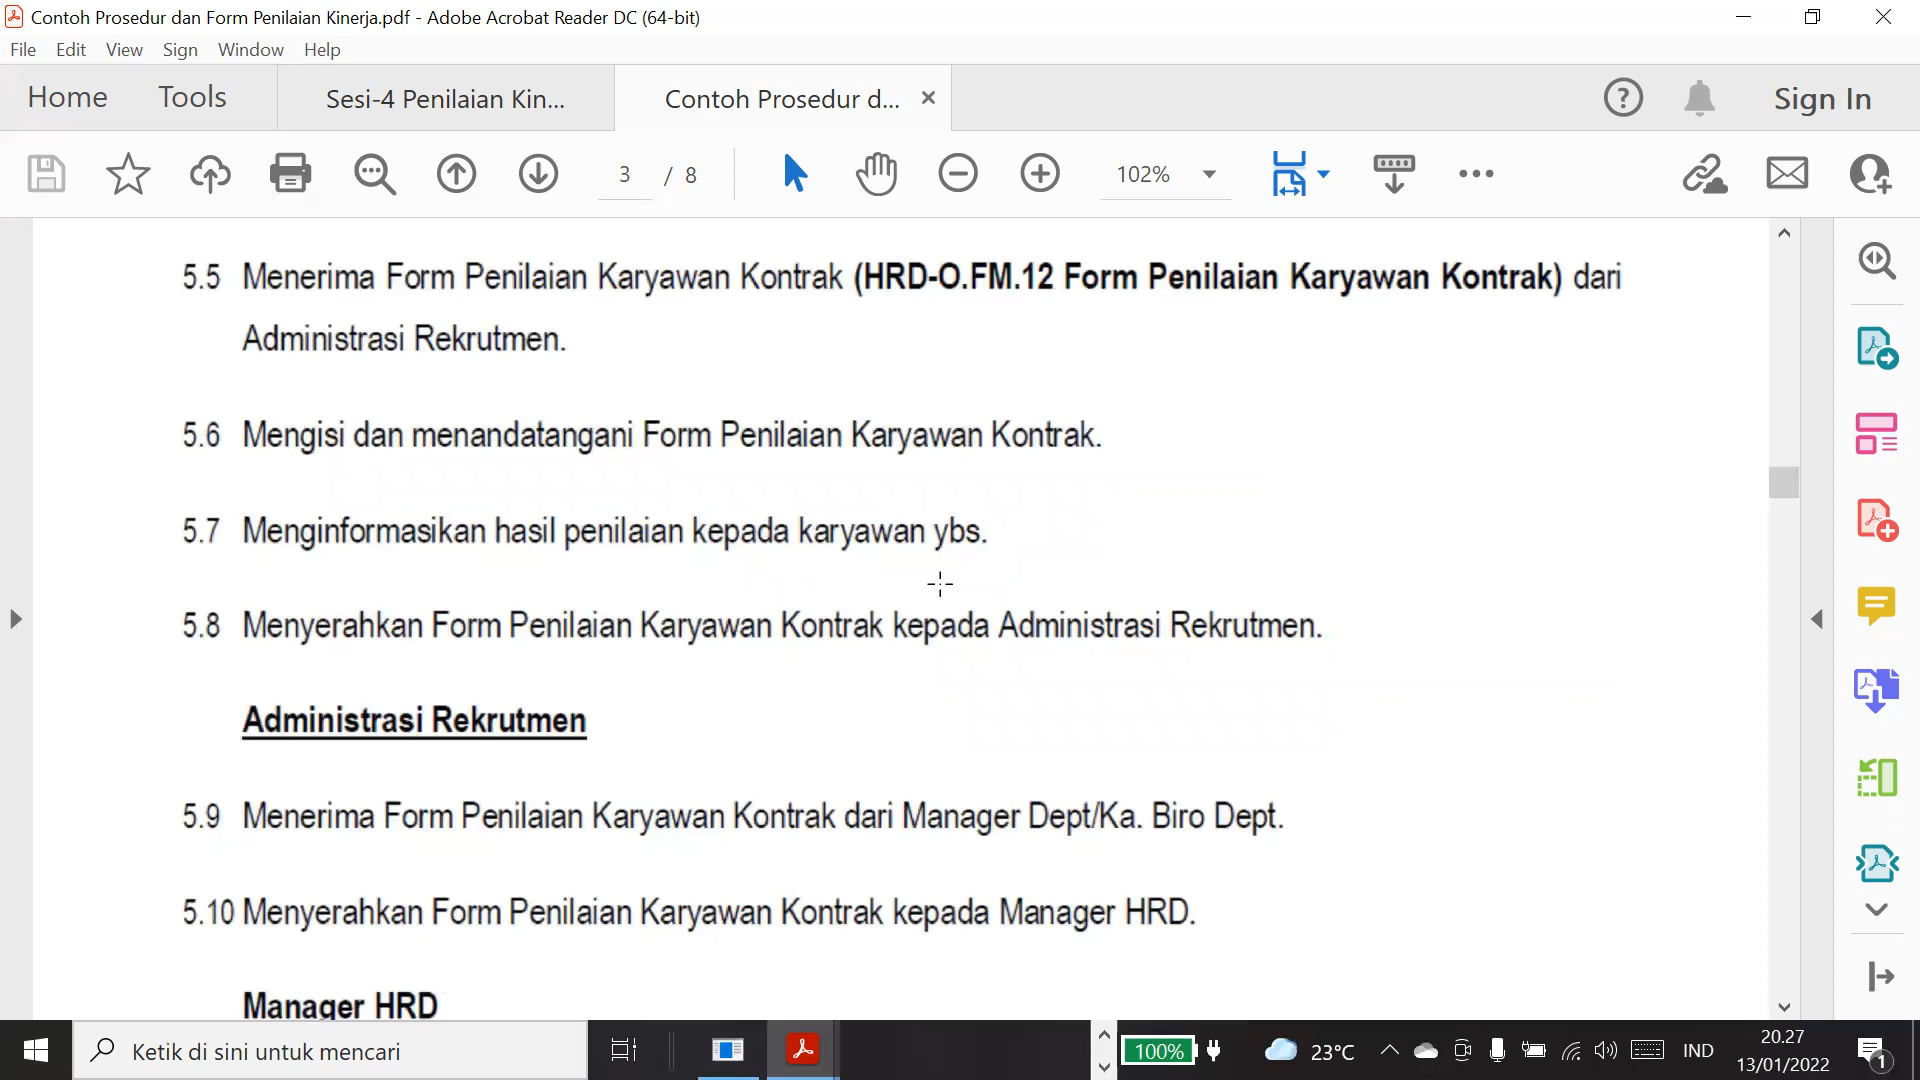 Contoh Prosedur dan Form Penilaian Kinerja.pdf - Adobe Acrobat Reader DC (64-bit)
File Edit View Sign Window Help
Home Tools Sesi-4 Penilaian Kin... Contoh Prosedur d... Sign In
3 / 8 102%
5.5 Menerima Form Penilaian Karyawan Kontrak (HRD-O.FM.12 Form Penilaian Karyawan Kontrak) dari
Administrasi Rekrutmen.
5.6 Mengisi dan menandatangani Form Penilaian Karyawan Kontrak.
5.7 Menginformasikan hasil penilaian kepada karyawan ybs.
5.8 Menyerahkan Form Penilaian Karyawan Kontrak kepada Administrasi Rekrutmen.
Administrasi Rekrutmen
5.9 Menerima Form Penilaian Karyawan Kontrak dari Manager Dept/Ka. Biro Dept.
5.10 Menyerahkan Form Penilaian Karyawan Kontrak kepada Manager HRD.
Manager HRD
Ketik di sini untuk mencari 100% 23°C IND 20.27
13/01/2022 1